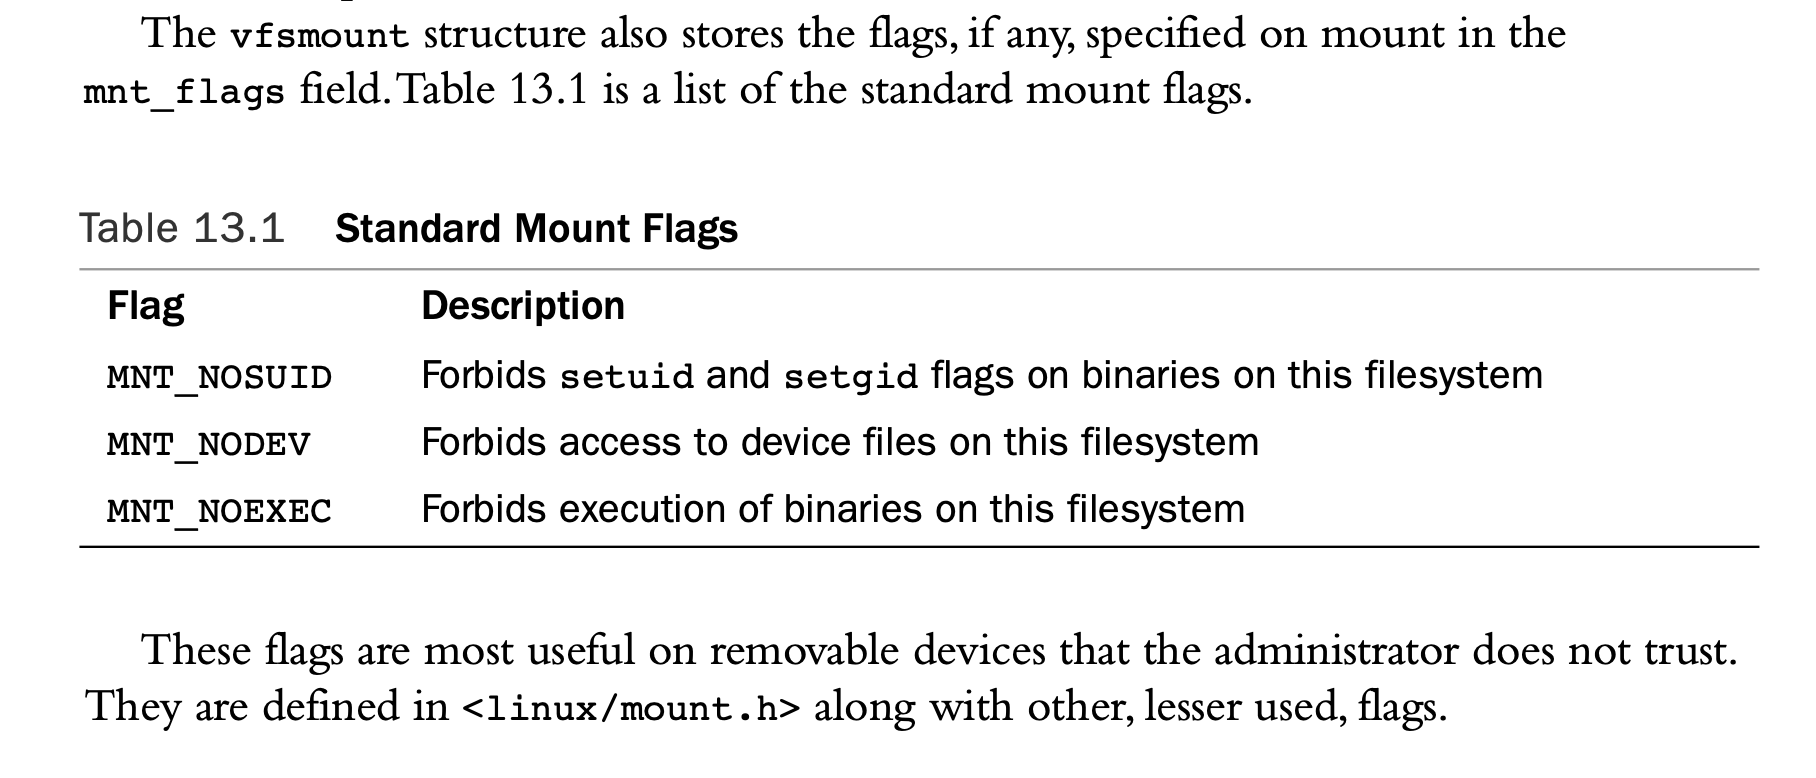 The vfsmount structure also stores the flags, if any, specified on mount in the
mnt_flags field. Table 13.1 is a list of the standard mount flags.
Table 13.1 Standard Mount Flags
Flag Description
MNT_NOSUID Forbids setuid and setgid flags on binaries on this filesystem
MNT_NODEV Forbids access to device files on this filesystem
MNT_NOEXEC Forbids execution of binaries on this filesystem
These flags are most useful on removable devices that the administrator does not trust.
They are defined in <linux/mount.h> along with other, lesser used, flags.